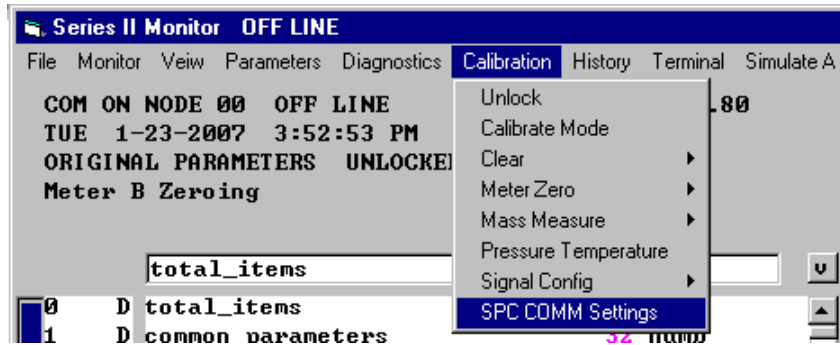 Series II Monitor OFF LINE
File Monitor Veiw Parameters Diagnostics Calibration History Terminal Simulate A
COM ON NODE 00 OFF LINE .80
TUE 1-23-2007 3:52:53 PM
ORIGINAL PARAMETERS UNLOCKE
Meter B Zeroing
Unlock
Calibrate Mode
Clear
Meter Zero
Mass Measure
Pressure Temperature
Signal Config
SPC COMM Settings
total_items v
0 D total_items
1 D common parameters 32 numb